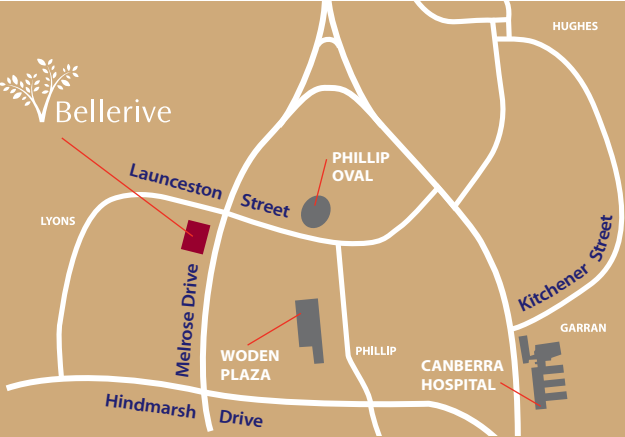 HUGHES
Bellerive
PHILLIP
OVAL
Launceston Street
LYONS
Kitchener Street
Melrose Drive
GARRAN
WODEN
PLAZA
PHILLIP
CANBERRA
HOSPITAL
Hindmarsh Drive